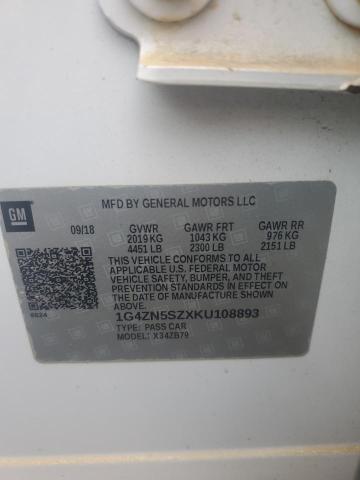 GM
MFD BY GENERAL MOTORS LLC
09/18 GVWR GAWR FRT GAWR RR
2019 KG 1043 KG 976 KG
4451 LB 2300 LB 2151 LB
THIS VEHICLE CONFORMS TO ALL APPLICABLE
U.S. FEDERAL MOTOR
VEHICLE SAFETY, BUMPER, AND THEFT
PREVENTION STANDARDS IN EFFECT ON THE
DATE OF MANUFACTURE SHOWN ABOVE.
1G4ZN5SZXKU108893
TYPE: PASS CAR
6824 MODEL: X34ZB79